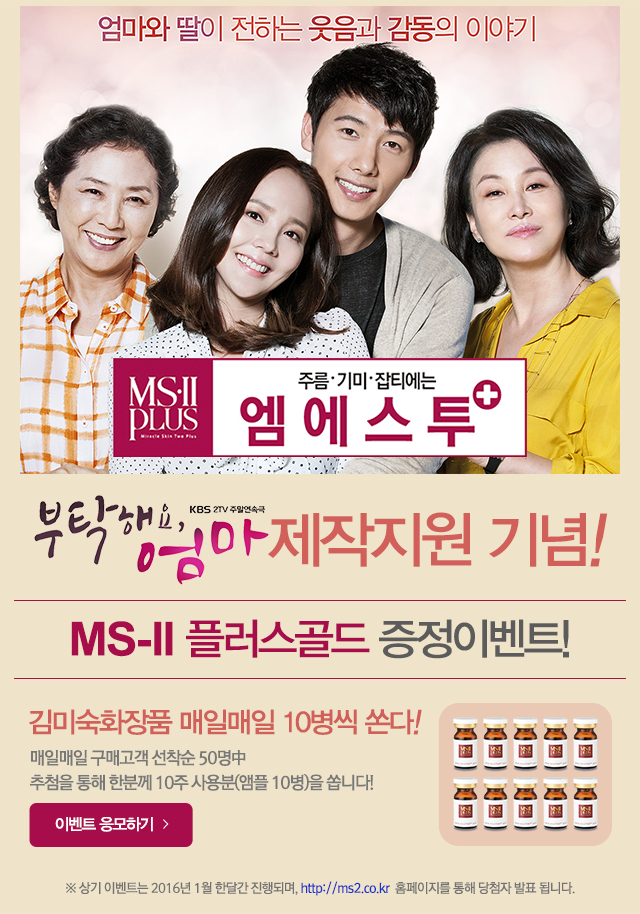 엄마와 딸이 전하는 웃음과 감동의 이야기
MS·II
PLUS
Miracle Skin Two Plus
주름·기미·잡티에는
엠에스투+
KBS 2TV 주말연속극
부탁해요, 엄마 제작지원 기념!
MS-II 플러스골드 증정이벤트!
김미숙화장품 매일매일 10병씩 쏜다!
매일매일 구매고객 선착순 50명中
추첨을 통해 한분께 10주 사용분(앰플 10병)을 쏩니다!
이벤트 응모하기 >
※ 상기 이벤트는 2016년 1월 한달간 진행되며, http://ms2.co.kr 홈페이지를 통해 당첨자 발표 됩니다.